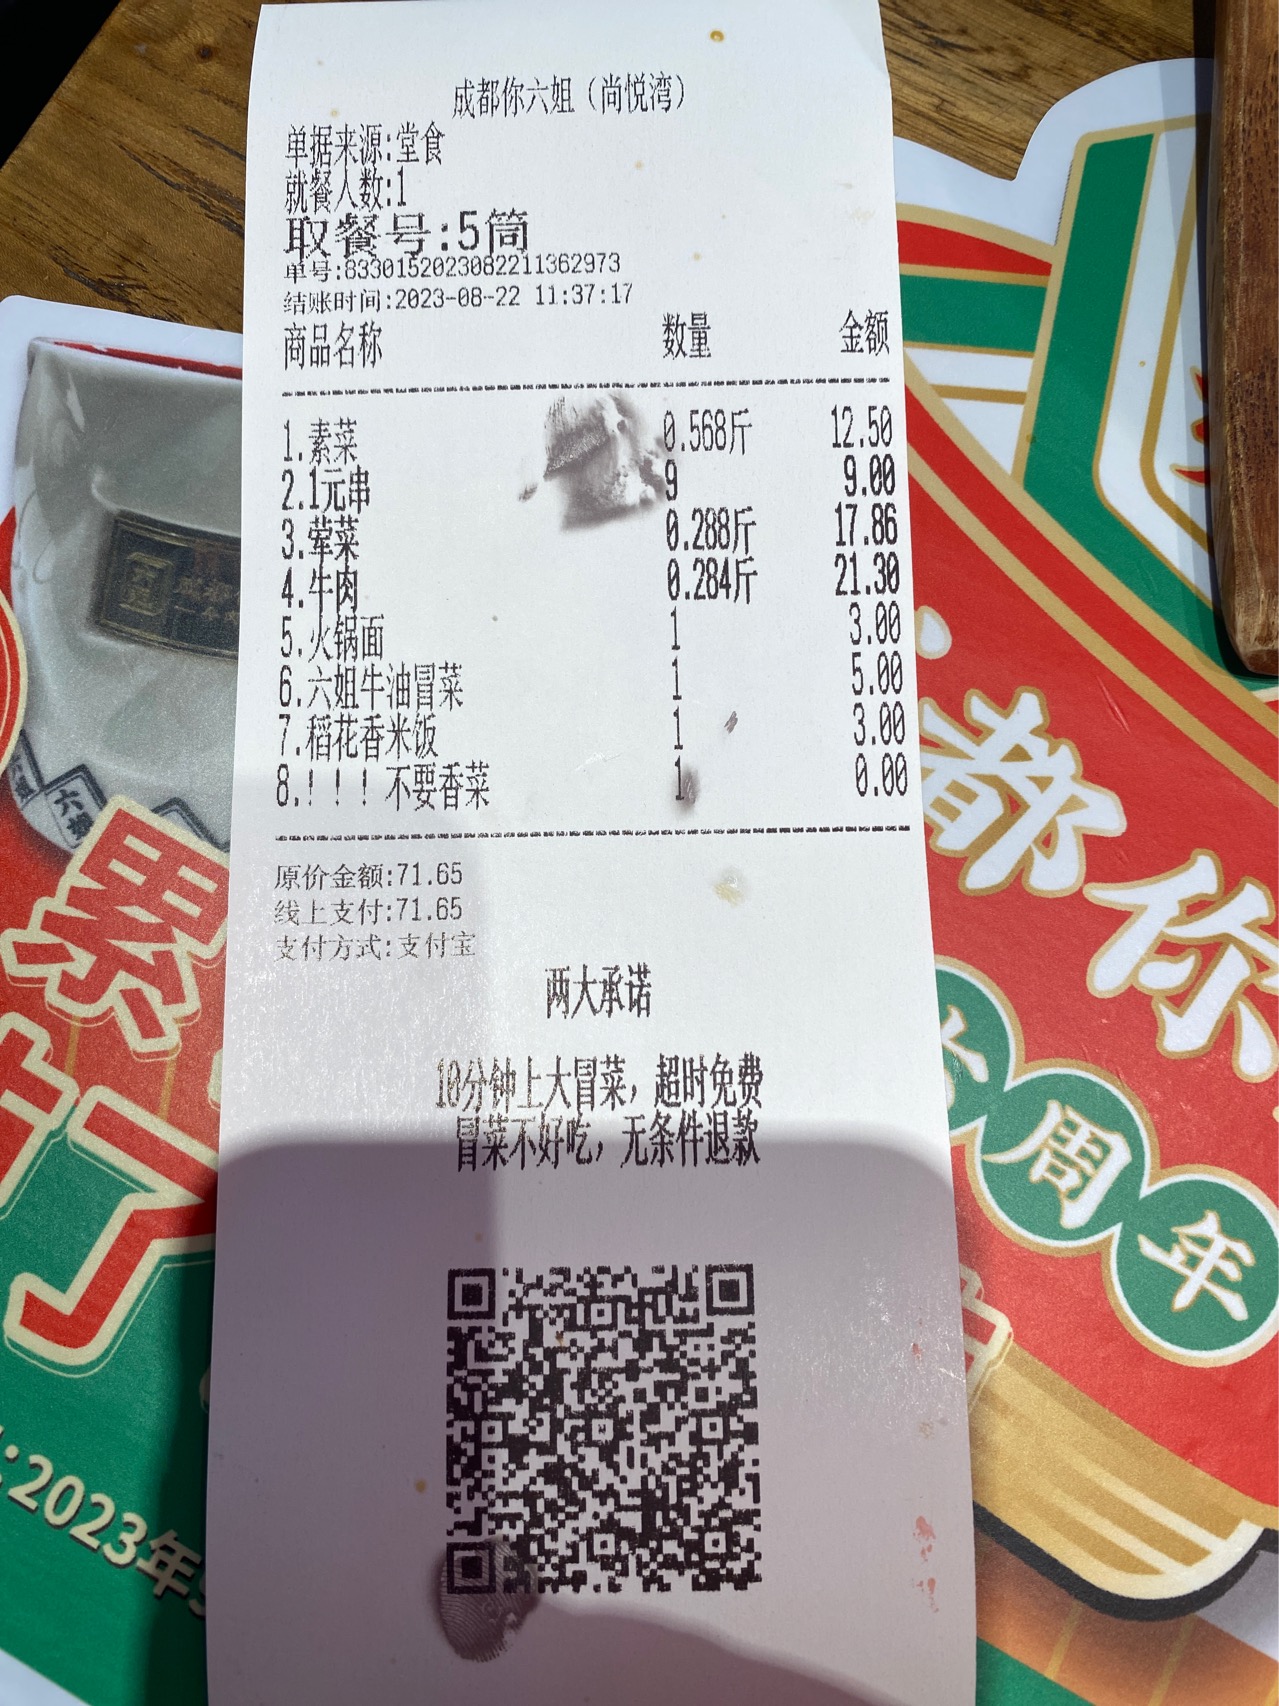 成都你六姐（尚悦湾）
单据来源:堂食
就餐人数:1
取餐号:5筒
单号:8330152023082211362973
结账时间:2023-08-22 11:37:17
商品名称 数量 金额
1.素菜 0.568斤 12.50
2.1元串 9 9.00
3.荤菜 0.288斤 17.86
4.牛肉 0.284斤 21.30
5.火锅面 1 3.00
6.六姐牛油冒菜 1 5.00
7.稻花香米饭 1 3.00
8.！！！不要香菜 1 0.00
原价金额:71.65
线上支付:71.65
支付方式:支付宝
两大承诺
10分钟上大冒菜，超时免费
冒菜不好吃，无条件退款
都你
周年
六姐
:2023年